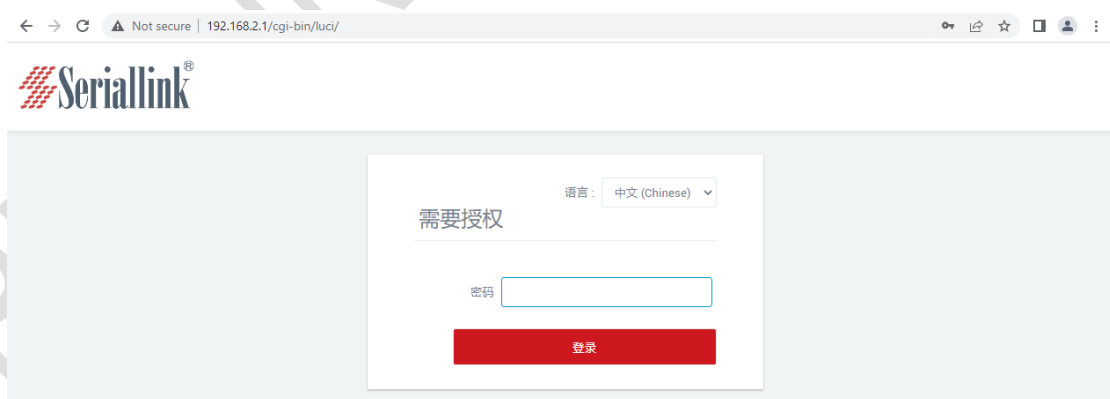 Not secure | 192.168.2.1/cgi-bin/luci/
Seriallink®
语言： 中文 (Chinese)
需要授权
密码
登录